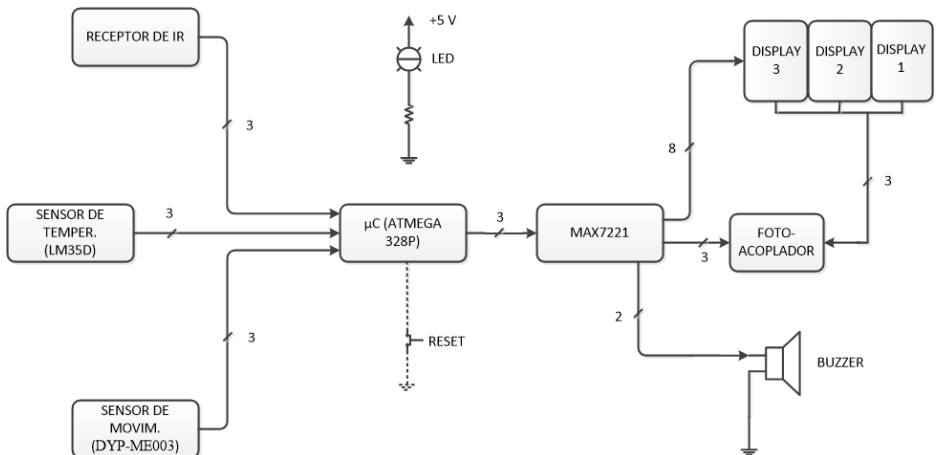 RECEPTOR DE IR
+5 V
LED
DISPLAY
3
DISPLAY
2
DISPLAY
1
3
8
3
SENSOR DE
TEMPER.
(LM35D)
3
µC (ATMEGA
328P)
3
MAX7221
3
FOTO-
ACOPLADOR
3
RESET
2
BUZZER
SENSOR DE
MOVIM.
(DYP-ME003)